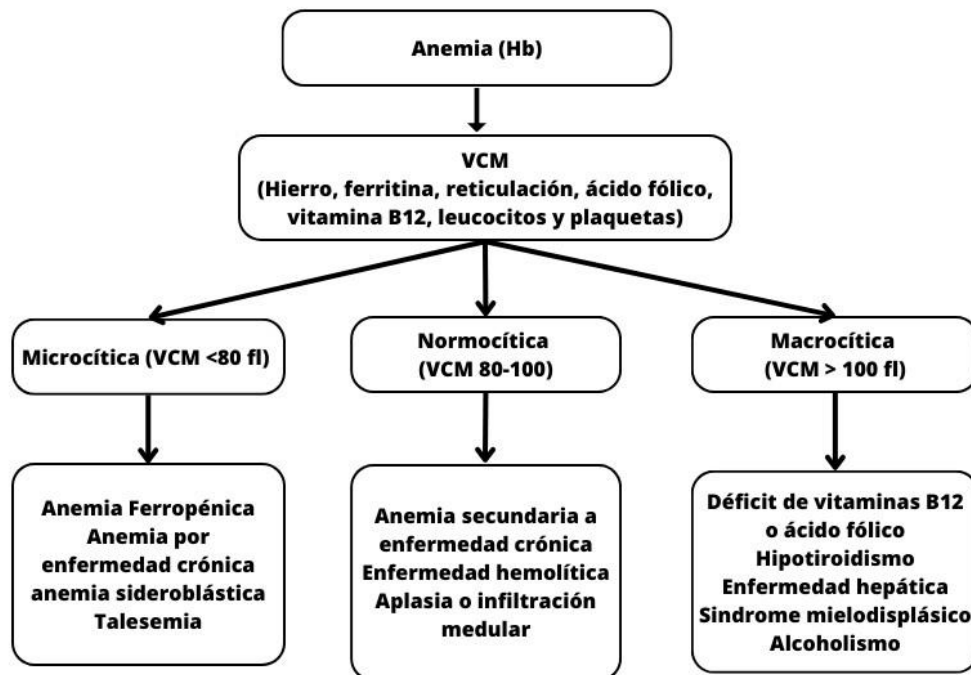 Anemia (Hb)
VCM
(Hierro, ferritina, reticulación, ácido fólico,
vitamina B12, leucocitos y plaquetas)
Microcítica (VCM <80 fl)
Normocítica
(VCM 80-100)
Macrocítica
(VCM > 100 fl)
Anemia Ferropénica
Anemia por
enfermedad crónica
anemia sideroblástica
Talesemia
Anemia secundaria a
enfermedad crónica
Enfermedad hemolítica
Aplasia o infiltración
medular
Déficit de vitaminas B12
o ácido fólico
Hipotiroidismo
Enfermedad hepática
Sindrome mielodisplásico
Alcoholismo